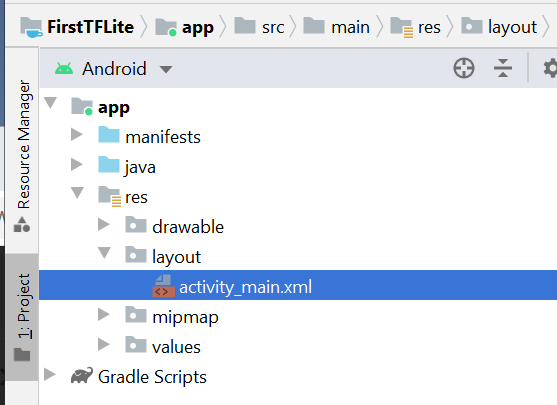 FirstTFLite app src main res layout
Android
app
manifests
java
res
drawable
layout
activity_main.xml
mipmap
values
Gradle Scripts
Resource Manager
1: Project